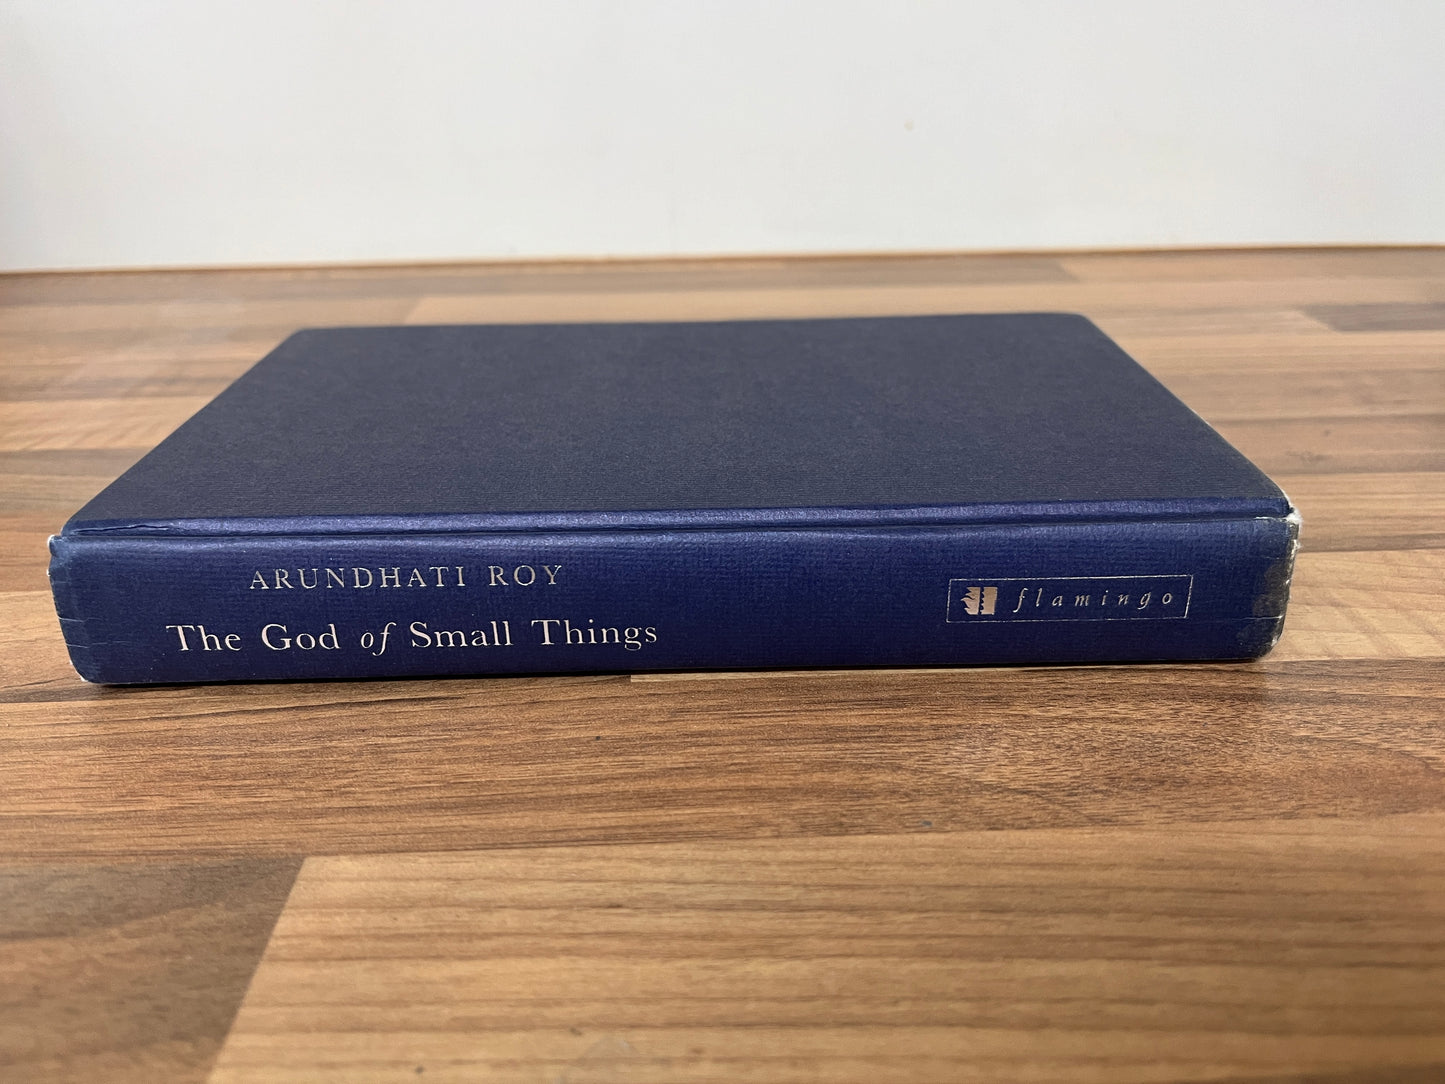 ARUNDHATI ROY
The God of Small Things
flamingo